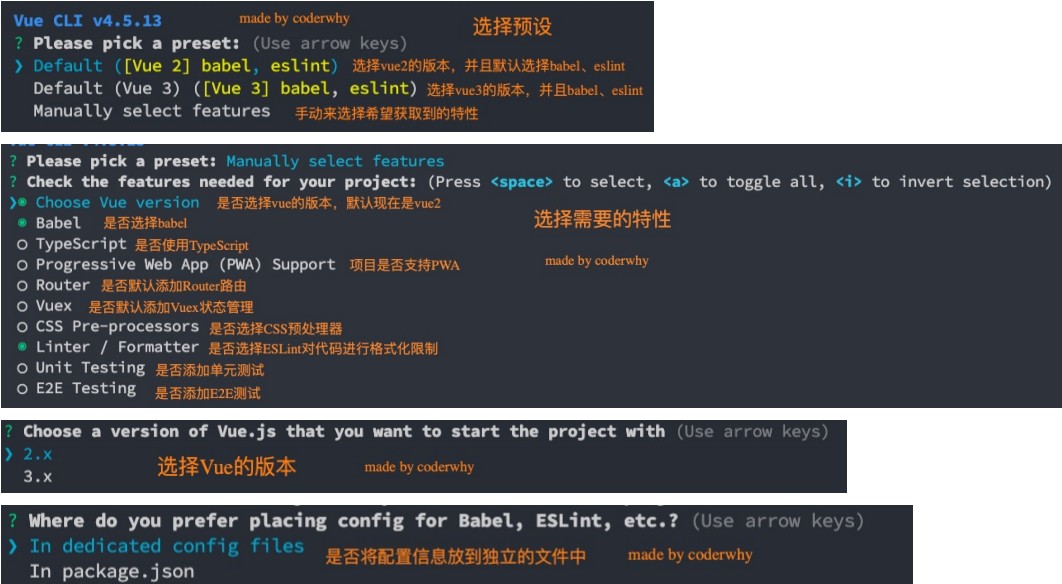 Vue CLI v4.5.13 made by coderwhy 选择预设
? Please pick a preset: (Use arrow keys)
❯ Default ([Vue 2] babel, eslint) 选择vue2的版本，并且默认选择babel、eslint
Default (Vue 3) ([Vue 3] babel, eslint) 选择vue3的版本，并且babel、eslint
Manually select features 手动来选择希望获取到的特性
? Please pick a preset: Manually select features
? Check the features needed for your project: (Press <space> to select, <a> to toggle all, <i> to invert selection)
❯◉ Choose Vue version 是否选择vue的版本，默认现在是vue2
◉ Babel 是否选择babel 选择需要的特性
○ TypeScript 是否使用TypeScript
○ Progressive Web App (PWA) Support 项目是否支持PWA made by coderwhy
○ Router 是否默认添加Router路由
○ Vuex 是否默认添加Vuex状态管理
○ CSS Pre-processors 是否选择CSS预处理器
◉ Linter / Formatter 是否选择ESLint对代码进行格式化限制
○ Unit Testing 是否添加单元测试
○ E2E Testing 是否添加E2E测试
? Choose a version of Vue.js that you want to start the project with (Use arrow keys)
❯ 2.x 选择Vue的版本 made by coderwhy
3.x
? Where do you prefer placing config for Babel, ESLint, etc.? (Use arrow keys)
❯ In dedicated config files 是否将配置信息放到独立的文件中 made by coderwhy
In package.json